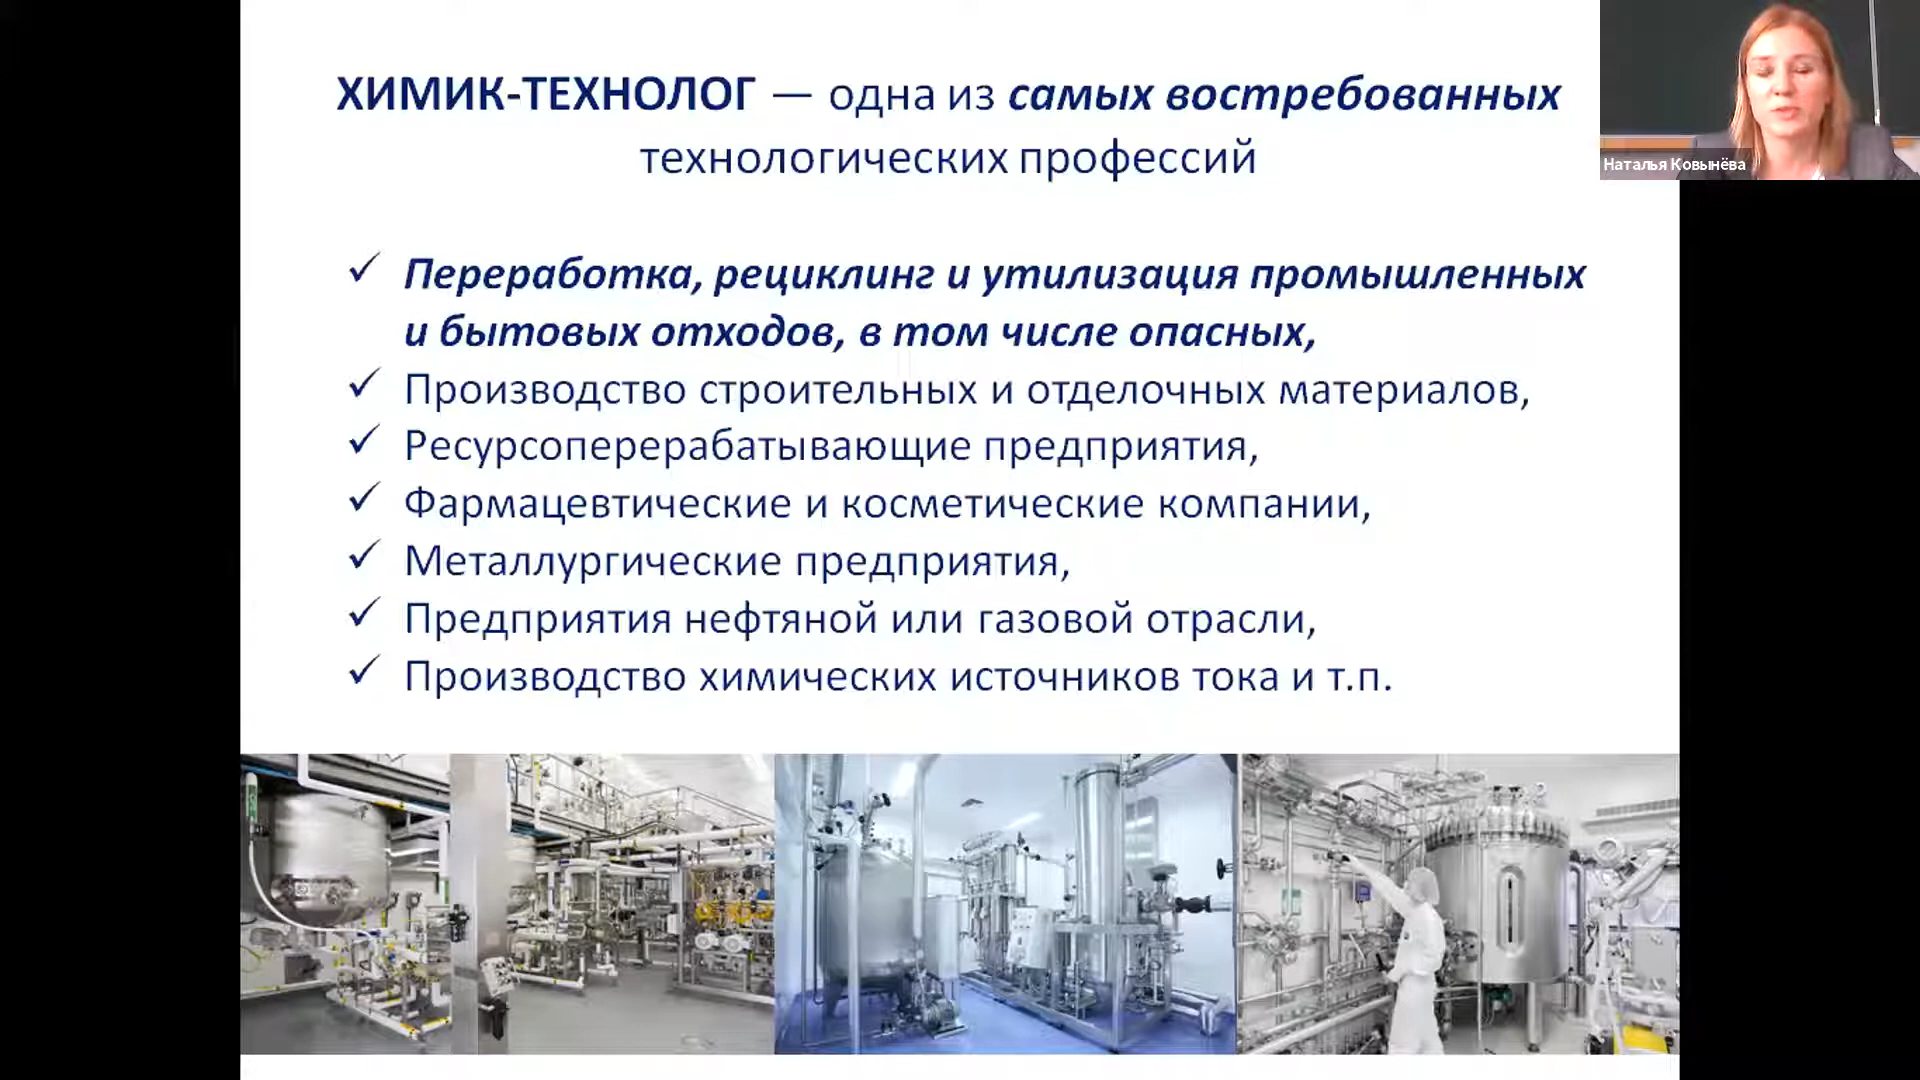 ХИМИК-ТЕХНОЛОГ — одна из самых востребованных
технологических профессий
Наталья Ковынёва
✓ Переработка, рециклинг и утилизация промышленных
и бытовых отходов, в том числе опасных,
✓ Производство строительных и отделочных материалов,
✓ Ресурсоперерабатывающие предприятия,
✓ Фармацевтические и косметические компании,
✓ Металлургические предприятия,
✓ Предприятия нефтяной или газовой отрасли,
✓ Производство химических источников тока и т.п.